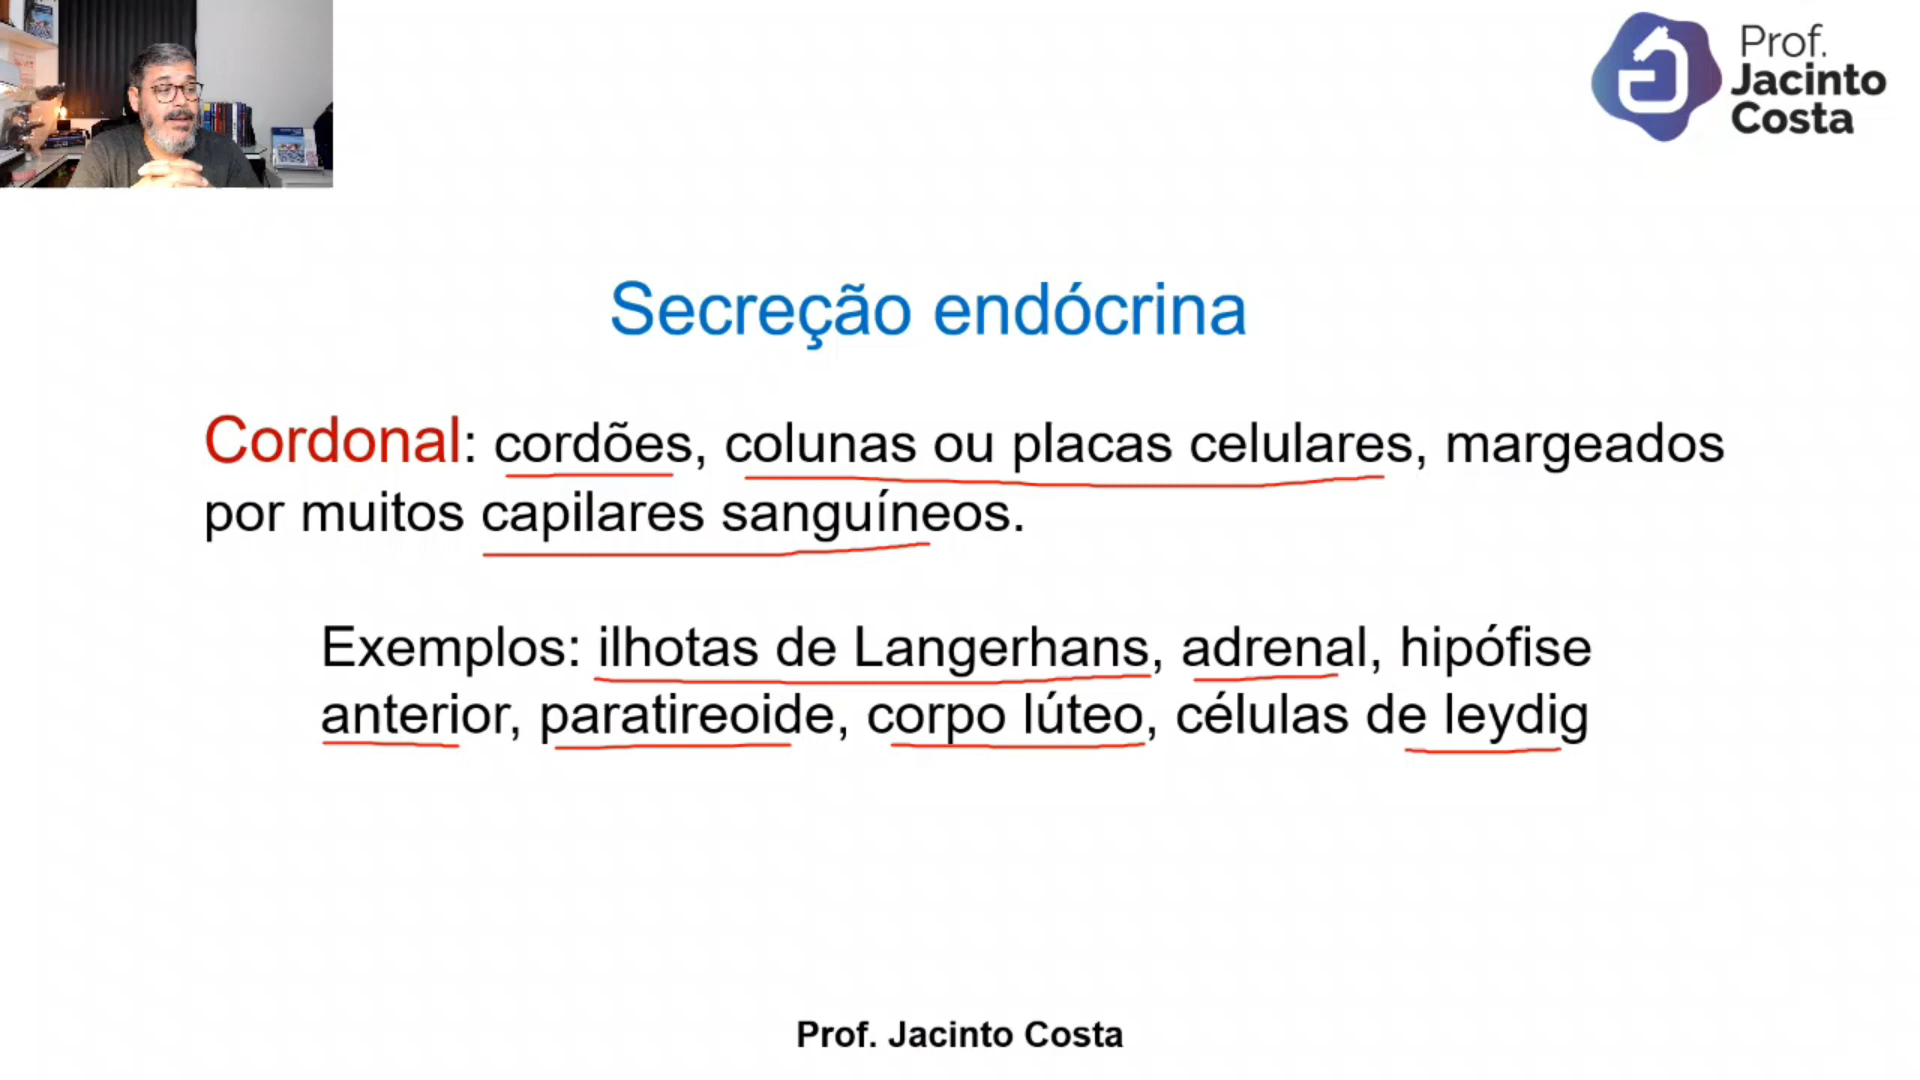 Prof.
Jacinto
Costa
Secreção endócrina
Cordonal: cordões, colunas ou placas celulares, margeados
por muitos capilares sanguíneos.
Exemplos: ilhotas de Langerhans, adrenal, hipófise
anterior, paratireoide, corpo lúteo, células de leydig
Prof. Jacinto Costa